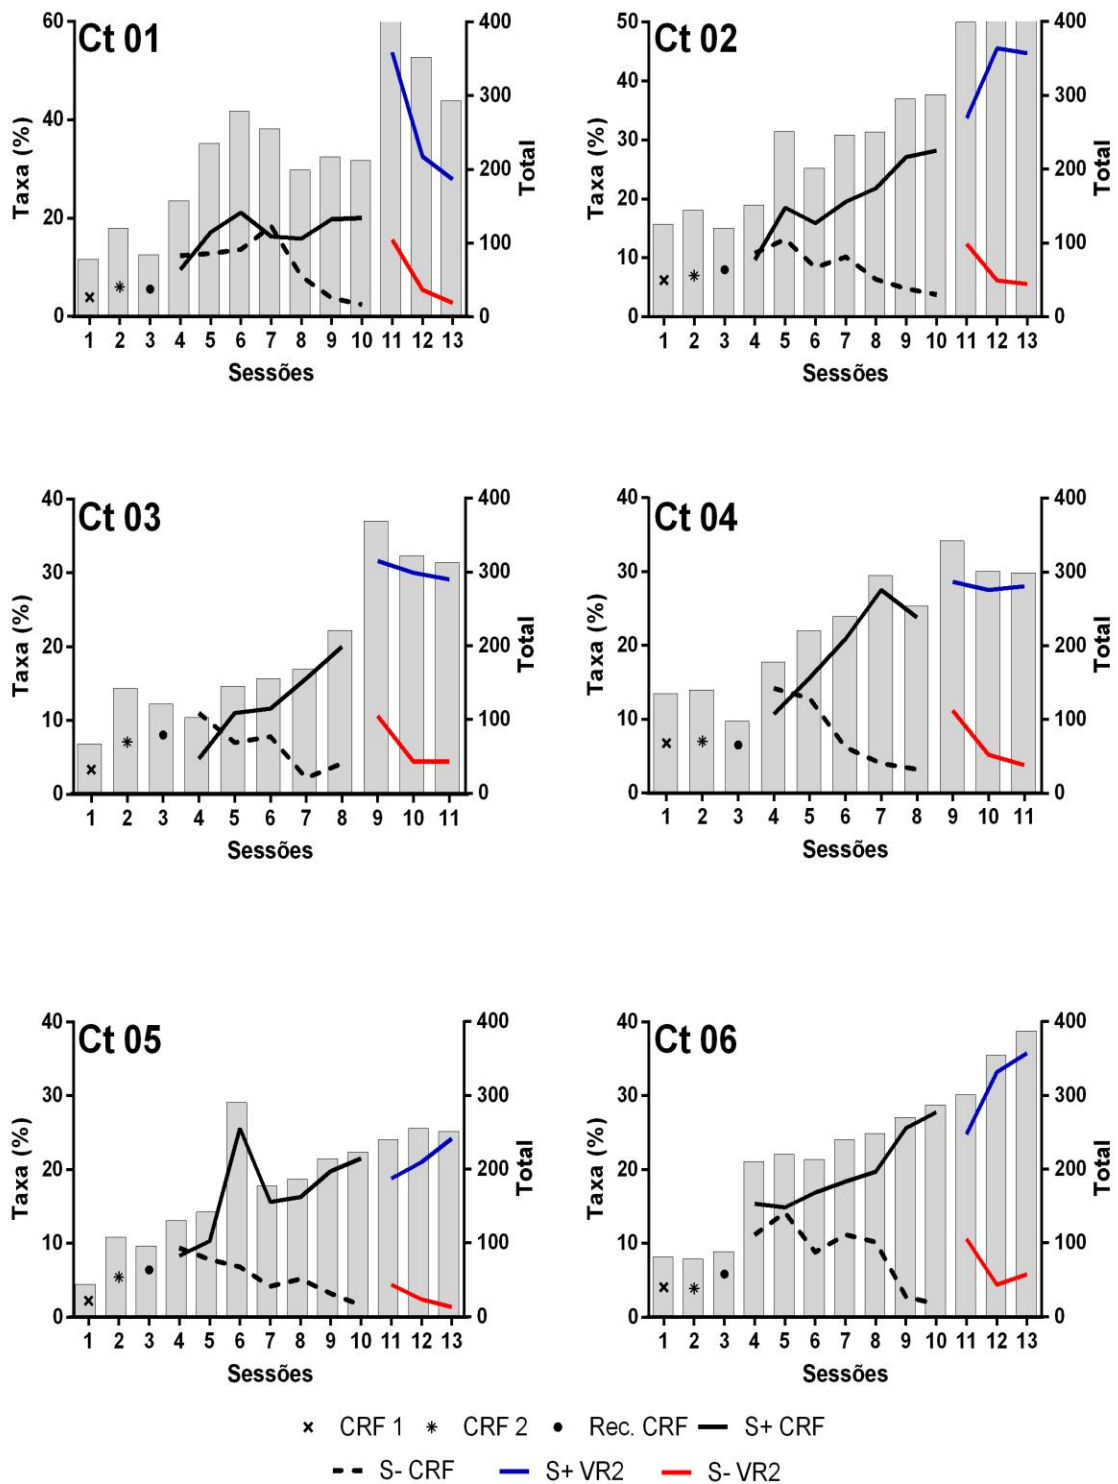 Ct 01
Taxa (%)
60
40
20
0
400
300
200
100
0
Total
1 2 3 4 5 6 7 8 9 10 11 12 13
Sessões
Ct 02
Taxa (%)
50
40
30
20
10
0
400
300
200
100
0
Total
1 2 3 4 5 6 7 8 9 10 11 12 13
Sessões
Ct 03
Taxa (%)
40
30
20
10
0
400
300
200
100
0
Total
1 2 3 4 5 6 7 8 9 10 11
Sessões
Ct 04
Taxa (%)
40
30
20
10
0
400
300
200
100
0
Total
1 2 3 4 5 6 7 8 9 10 11
Sessões
Ct 05
Taxa (%)
40
30
20
10
0
400
300
200
100
0
Total
1 2 3 4 5 6 7 8 9 10 11 12 13
Sessões
Ct 06
Taxa (%)
40
30
20
10
0
400
300
200
100
0
Total
1 2 3 4 5 6 7 8 9 10 11 12 13
Sessões
CRF 1 CRF 2 Rec. CRF S+ CRF
S- CRF S+ VR2 S- VR2